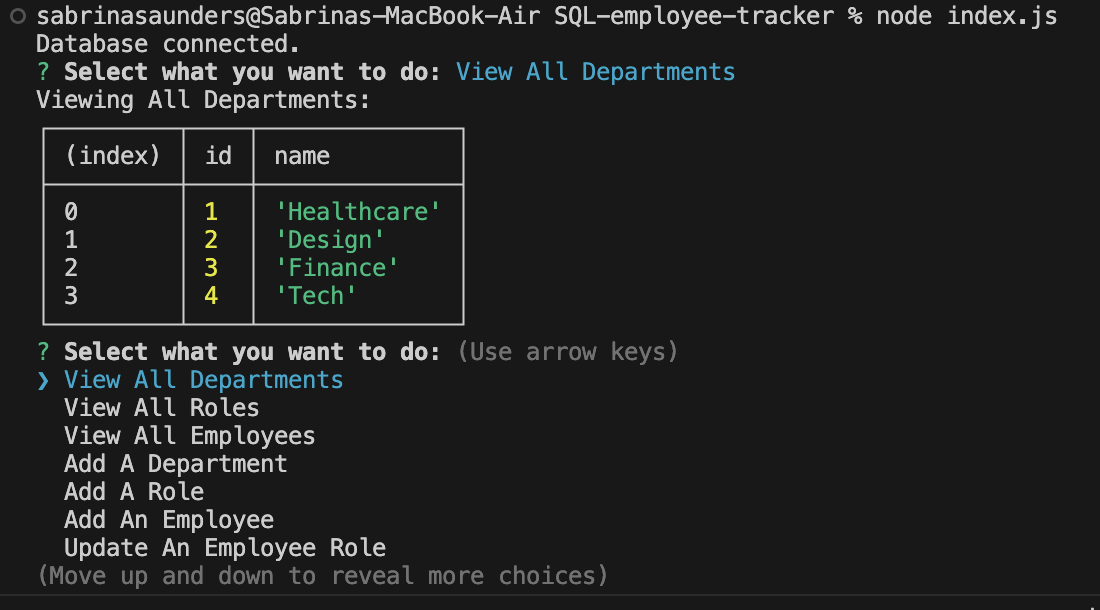 sabrinasaunders@Sabrinas-MacBook-Air SQL-employee-tracker % node index.js
Database connected.
? Select what you want to do: View All Departments
Viewing All Departments:
(index) id name
0 1 'Healthcare'
1 2 'Design'
2 3 'Finance'
3 4 'Tech'
? Select what you want to do: (Use arrow keys)
❯ View All Departments
View All Roles
View All Employees
Add A Department
Add A Role
Add An Employee
Update An Employee Role
(Move up and down to reveal more choices)